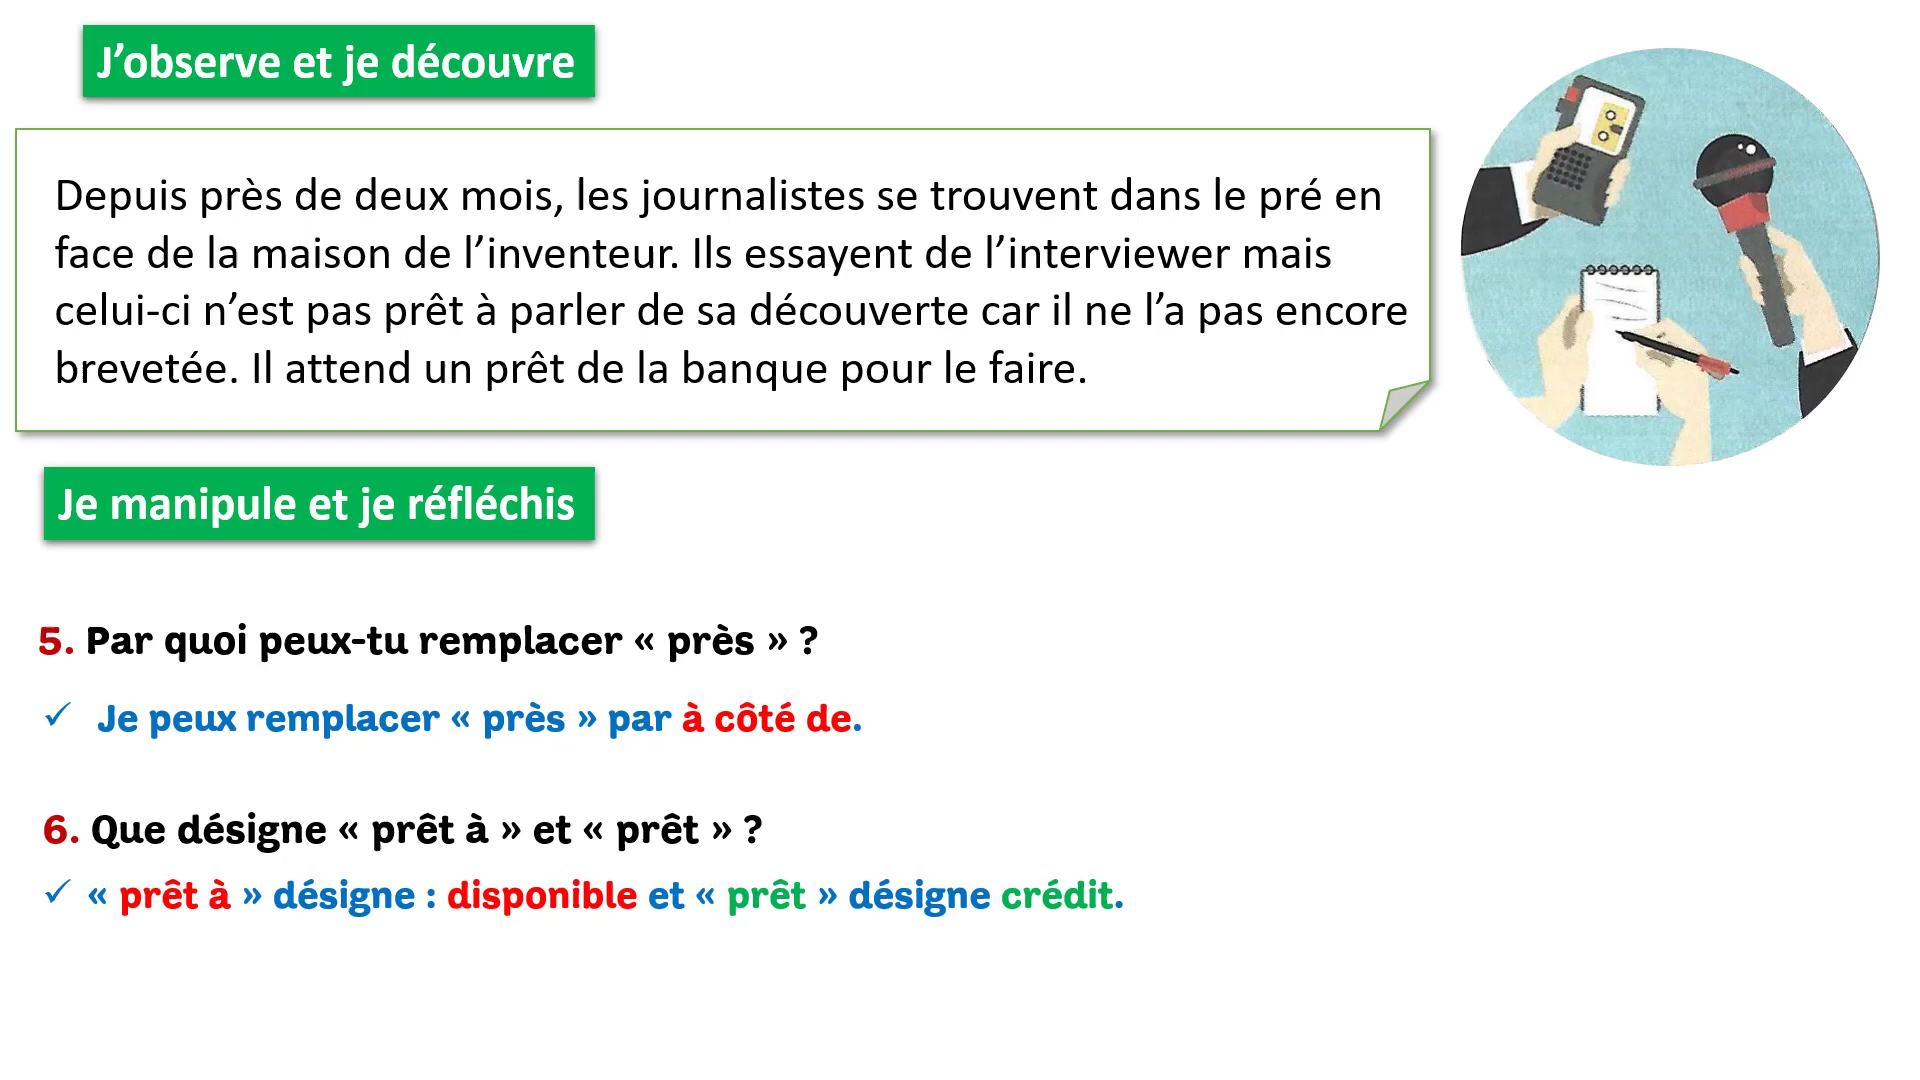 J’observe et je découvre
Depuis près de deux mois, les journalistes se trouvent dans le pré en
face de la maison de l’inventeur. Ils essayent de l’interviewer mais
celui-ci n’est pas prêt à parler de sa découverte car il ne l’a pas encore
brevetée. Il attend un prêt de la banque pour le faire.
Je manipule et je réfléchis
5. Par quoi peux-tu remplacer « près » ?
✓ Je peux remplacer « près » par à côté de.
6. Que désigne « prêt à » et « prêt » ?
✓ « prêt à » désigne : disponible et « prêt » désigne crédit.